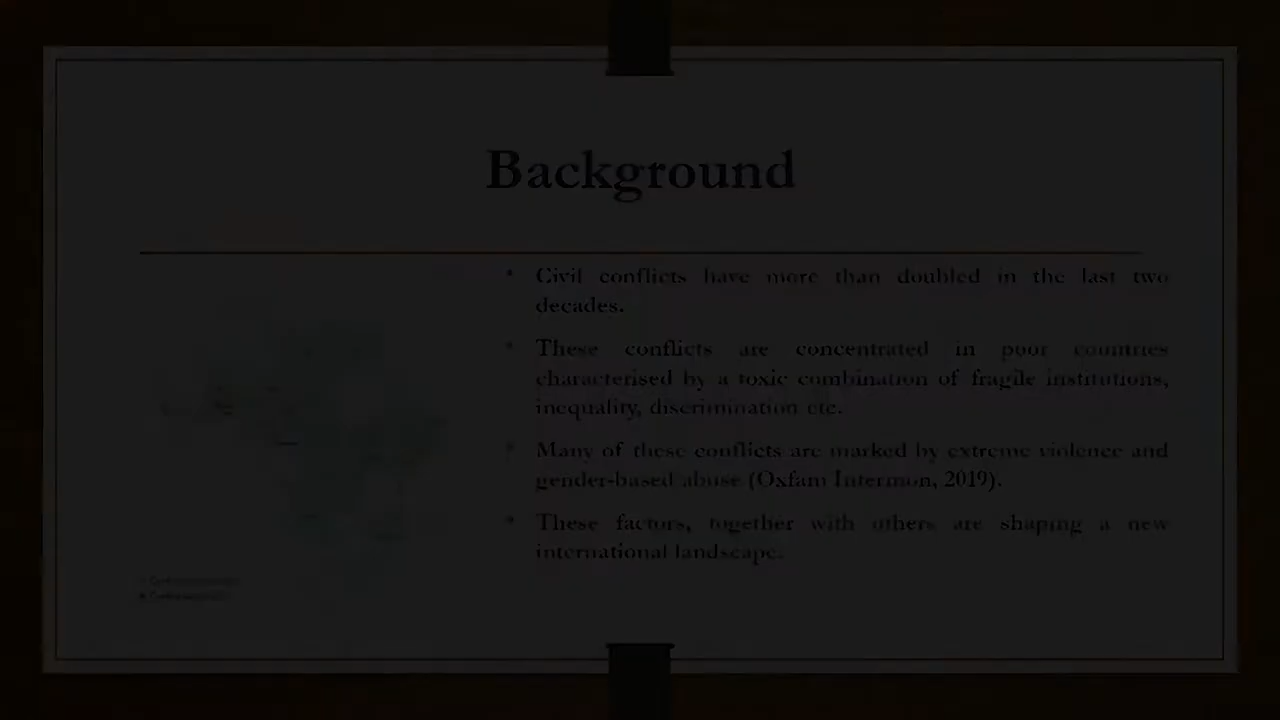 Background
• Civil conflicts have more than doubled in the last two
decades.
• These conflicts are concentrated in poor countries
characterised by a toxic combination of fragile institutions,
inequality, discrimination etc.
• Many of these conflicts are marked by extreme violence and
gender-based abuse (Oxfam Intermon, 2019).
• These factors, together with others are shaping a new
international landscape.